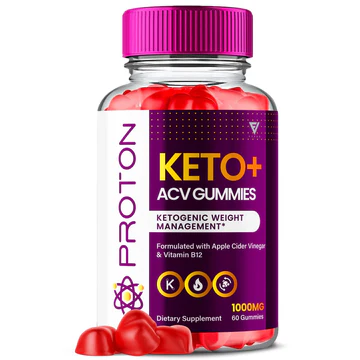 PROTON
KETO+
ACV GUMMIES
KETOGENIC WEIGHT
MANAGEMENT*
Formulated with Apple Cider Vinegar
& Vitamin B12
K
1000MG
Dietary Supplement
60 Gummies